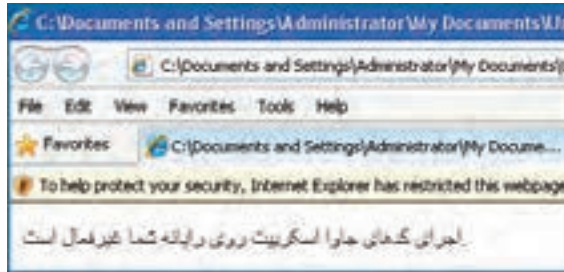 C:\Documents and Settings\Administrator\My Documents\
C:\Documents and Settings\Administrator\My Documents\
File Edit View Favorites Tools Help
Favorites C:\Documents and Settings\Administrator\My Docume...
To help protect your security, Internet Explorer has restricted this webpage
اجرای کدهای جاوا اسکریپت روی رایانه شما غیرفعال است.